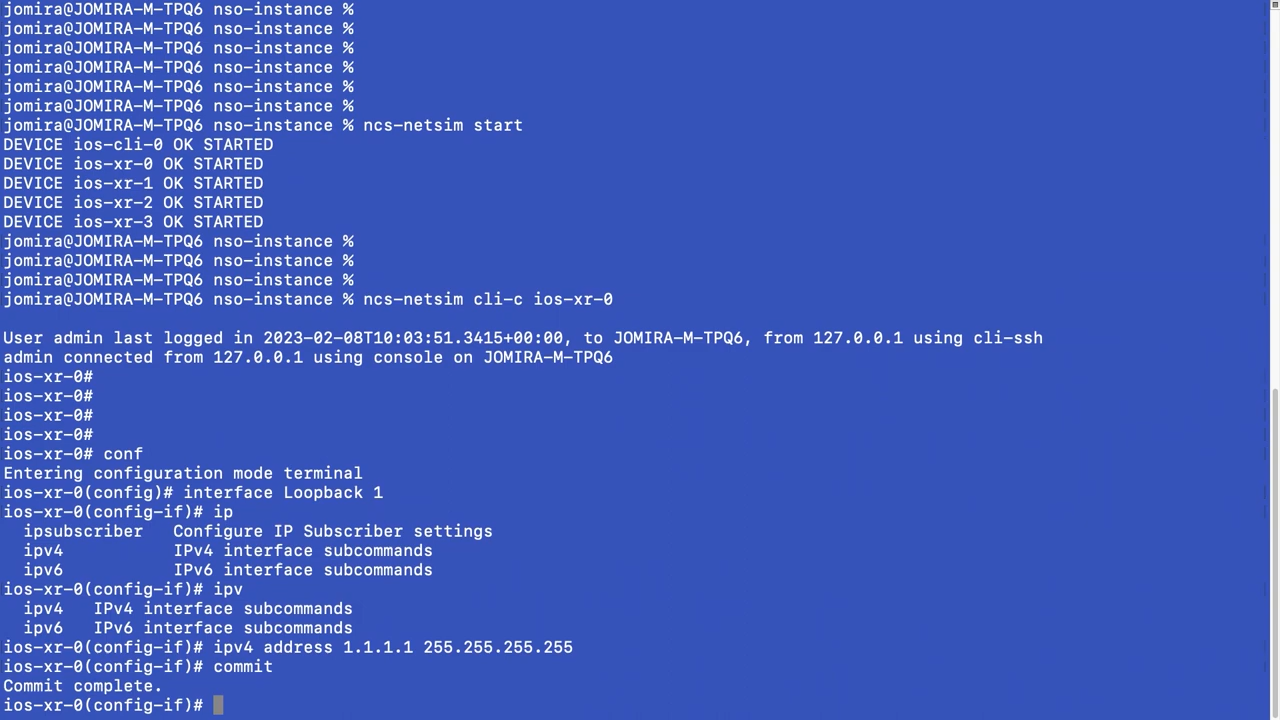 jomira@JOMIRA-M-TPQ6 nso-instance %
jomira@JOMIRA-M-TPQ6 nso-instance %
jomira@JOMIRA-M-TPQ6 nso-instance %
jomira@JOMIRA-M-TPQ6 nso-instance %
jomira@JOMIRA-M-TPQ6 nso-instance %
jomira@JOMIRA-M-TPQ6 nso-instance %
jomira@JOMIRA-M-TPQ6 nso-instance % ncs-netsim start
DEVICE ios-cli-0 OK STARTED
DEVICE ios-xr-0 OK STARTED
DEVICE ios-xr-1 OK STARTED
DEVICE ios-xr-2 OK STARTED
DEVICE ios-xr-3 OK STARTED
jomira@JOMIRA-M-TPQ6 nso-instance %
jomira@JOMIRA-M-TPQ6 nso-instance %
jomira@JOMIRA-M-TPQ6 nso-instance %
jomira@JOMIRA-M-TPQ6 nso-instance % ncs-netsim cli-c ios-xr-0
User admin last logged in 2023-02-08T10:03:51.3415+00:00, to JOMIRA-M-TPQ6, from 127.0.0.1 using cli-ssh
admin connected from 127.0.0.1 using console on JOMIRA-M-TPQ6
ios-xr-0#
ios-xr-0#
ios-xr-0#
ios-xr-0#
ios-xr-0# conf
Entering configuration mode terminal
ios-xr-0(config)# interface Loopback 1
ios-xr-0(config-if)# ip
  ipsubscriber   Configure IP Subscriber settings
  ipv4           IPv4 interface subcommands
  ipv6           IPv6 interface subcommands
ios-xr-0(config-if)# ipv
  ipv4   IPv4 interface subcommands
  ipv6   IPv6 interface subcommands
ios-xr-0(config-if)# ipv4 address 1.1.1.1 255.255.255.255
ios-xr-0(config-if)# commit
Commit complete.
ios-xr-0(config-if)#